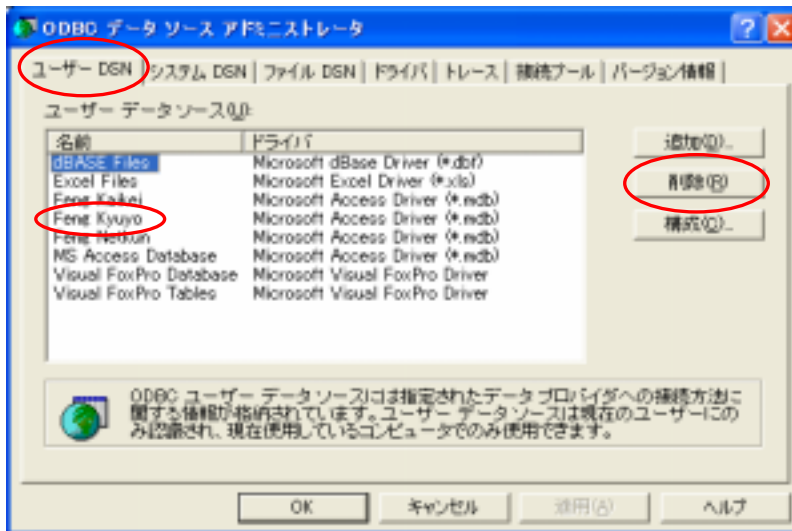 ODBC データ ソース アドミニストレータ
ユーザー DSN システム DSN ファイル DSN ドライバ トレース 接続プール バージョン情報
ユーザー データ ソース(U):
名前 ドライバ
dBASE Files Microsoft dBase Driver (*.dbf)
Excel Files Microsoft Excel Driver (*.xls)
Feng Kaikei Microsoft Access Driver (*.mdb)
Feng Kyuyo Microsoft Access Driver (*.mdb)
Feng Netkun Microsoft Access Driver (*.mdb)
MS Access Database Microsoft Access Driver (*.mdb)
Visual FoxPro Database Microsoft Visual FoxPro Driver
Visual FoxPro Tables Microsoft Visual FoxPro Driver
追加(D)...
削除(R)
構成(C)...
ODBC ユーザー データ ソースには指定されたデータ プロバイダへの接続方法に
関する情報が格納されています。ユーザー データ ソースは現在のユーザーにの
み認識され、現在使用しているコンピュータでのみ使用できます。
OK キャンセル 適用(A) ヘルプ